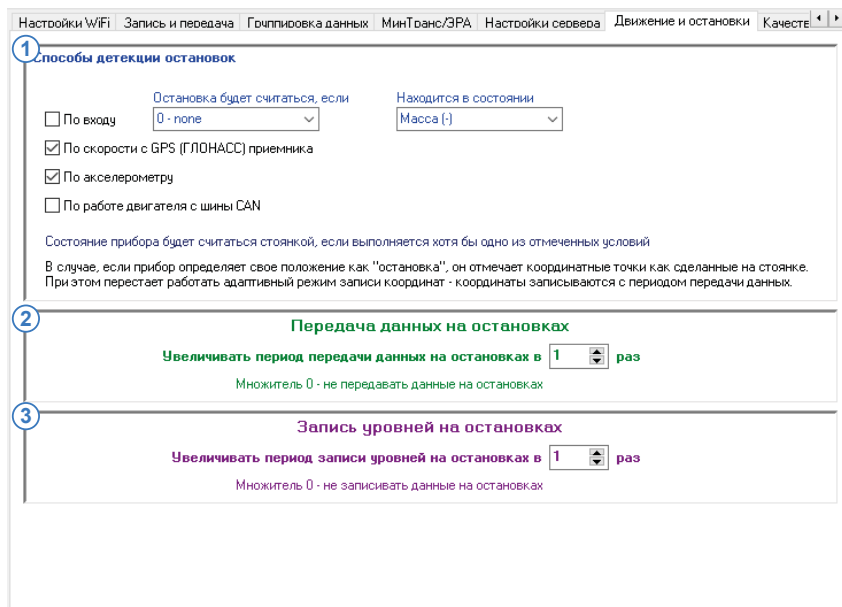 Настройки WiFi Запись и передача Группировка данных МинТранс/ЭРА Настройки сервера Движение и остановки Качеств
1
Способы детекции остановок
Остановка будет считаться, если Находится в состоянии
По входу 0 - none Масса (-)
По скорости с GPS (ГЛОНАСС) приемника
По акселерометру
По работе двигателя с шины CAN
Состояние прибора будет считаться стоянкой, если выполняется хотя бы одно из отмеченных условий
В случае, если прибор определяет свое положение как "остановка", он отмечает координатные точки как сделанные на стоянке.
При этом перестает работать адаптивный режим записи координат - координаты записываются с периодом передачи данных.
2
Передача данных на остановках
Увеличивать период передачи данных на остановках в 1 раз
Множитель 0 - не передавать данные на остановках
3
Запись уровней на остановках
Увеличивать период записи уровней на остановках в 1 раз
Множитель 0 - не записывать данные на остановках